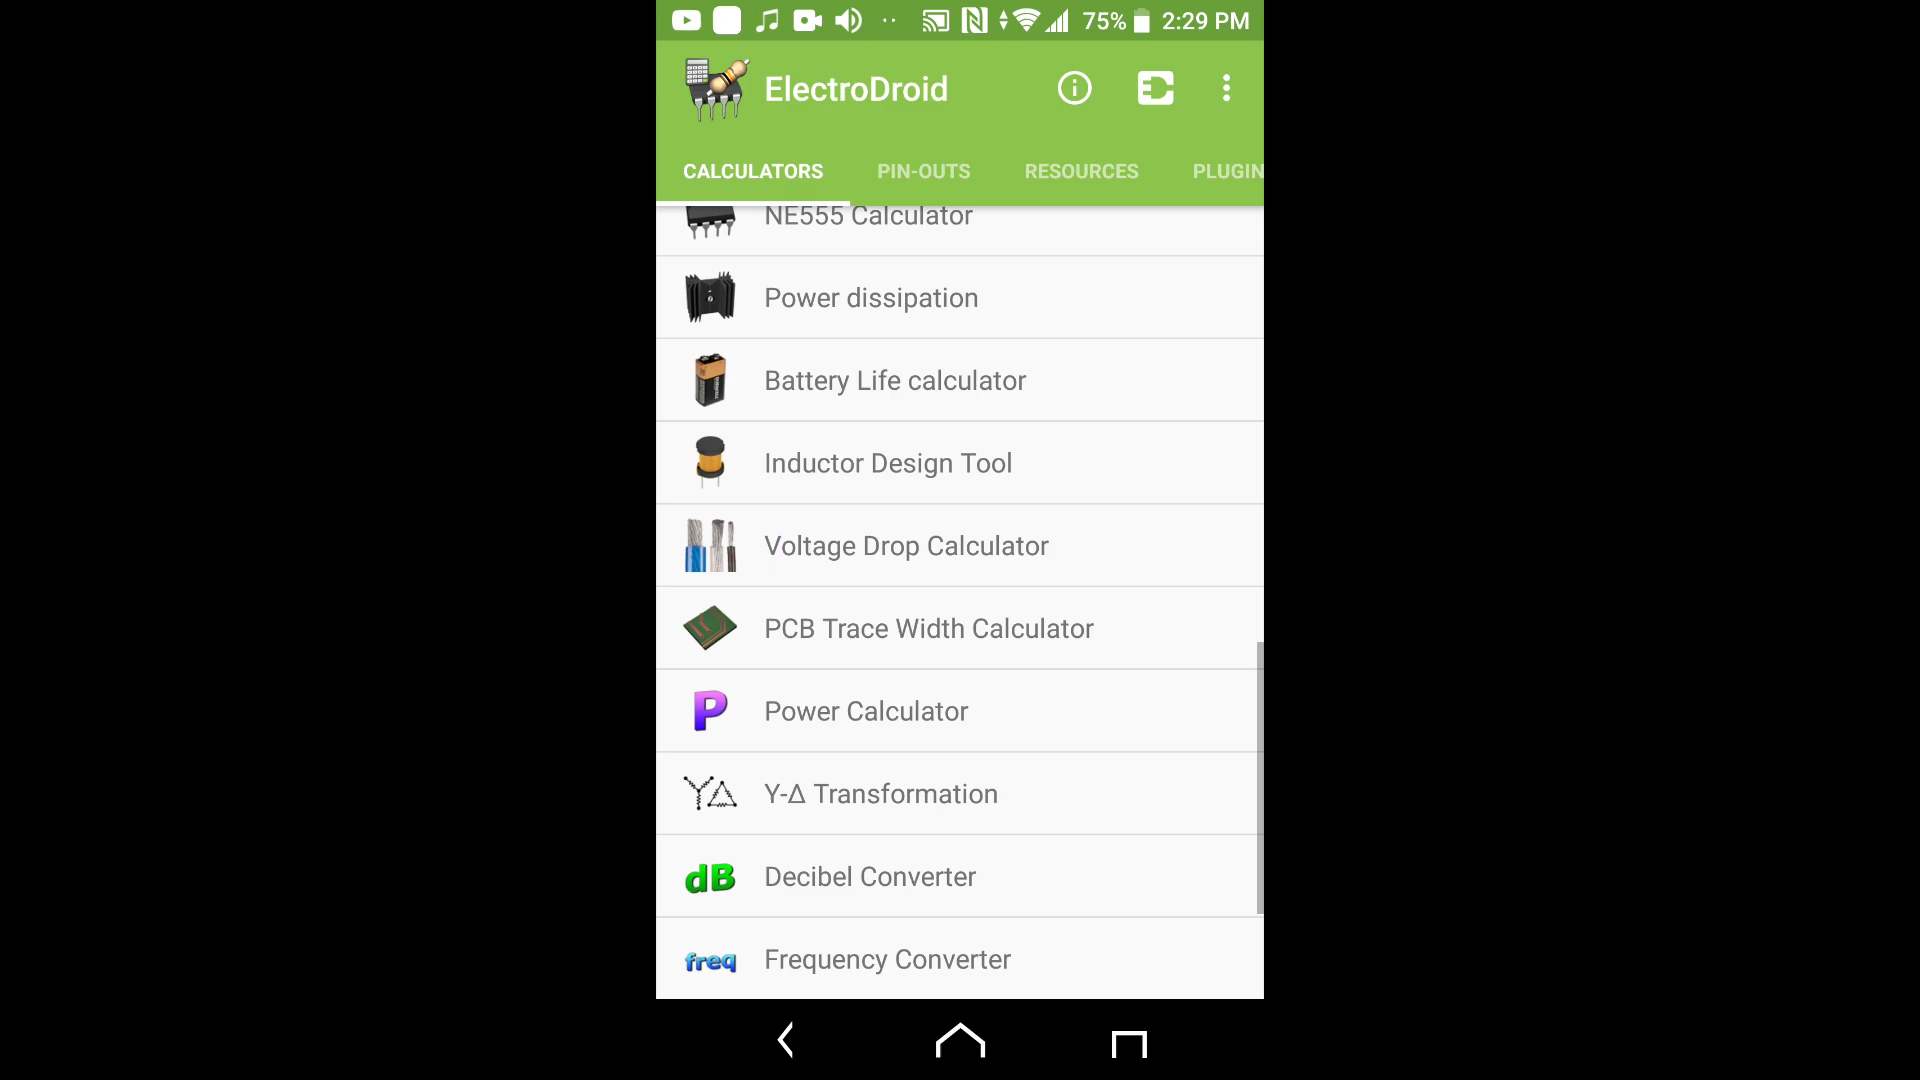 75% 2:29 PM
ElectroDroid
CALCULATORS PIN-OUTS RESOURCES PLUGIN
NE555 Calculator
Power dissipation
Battery Life calculator
Inductor Design Tool
Voltage Drop Calculator
PCB Trace Width Calculator
P Power Calculator
Y-Δ Transformation
dB Decibel Converter
freq Frequency Converter